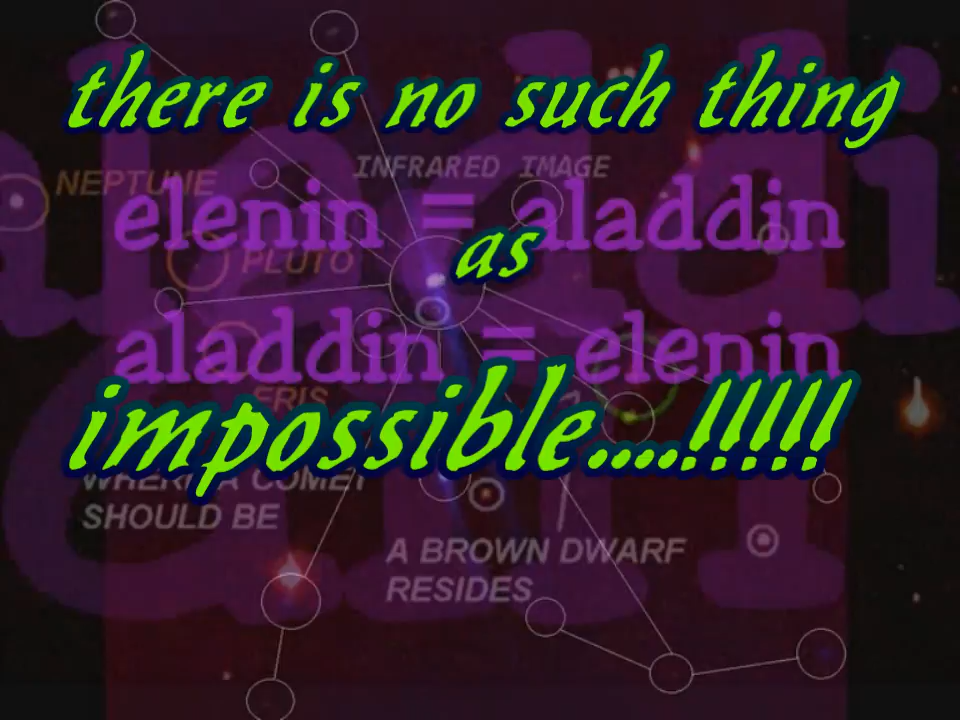 there is no such thing
INFRARED IMAGE
NEPTUNE
elenin = aladdin
as
PLUTO
aladdin = elenin
ERIS
impossible....!!!!!
WHERE A COMET
SHOULD BE
A BROWN DWARF
RESIDES